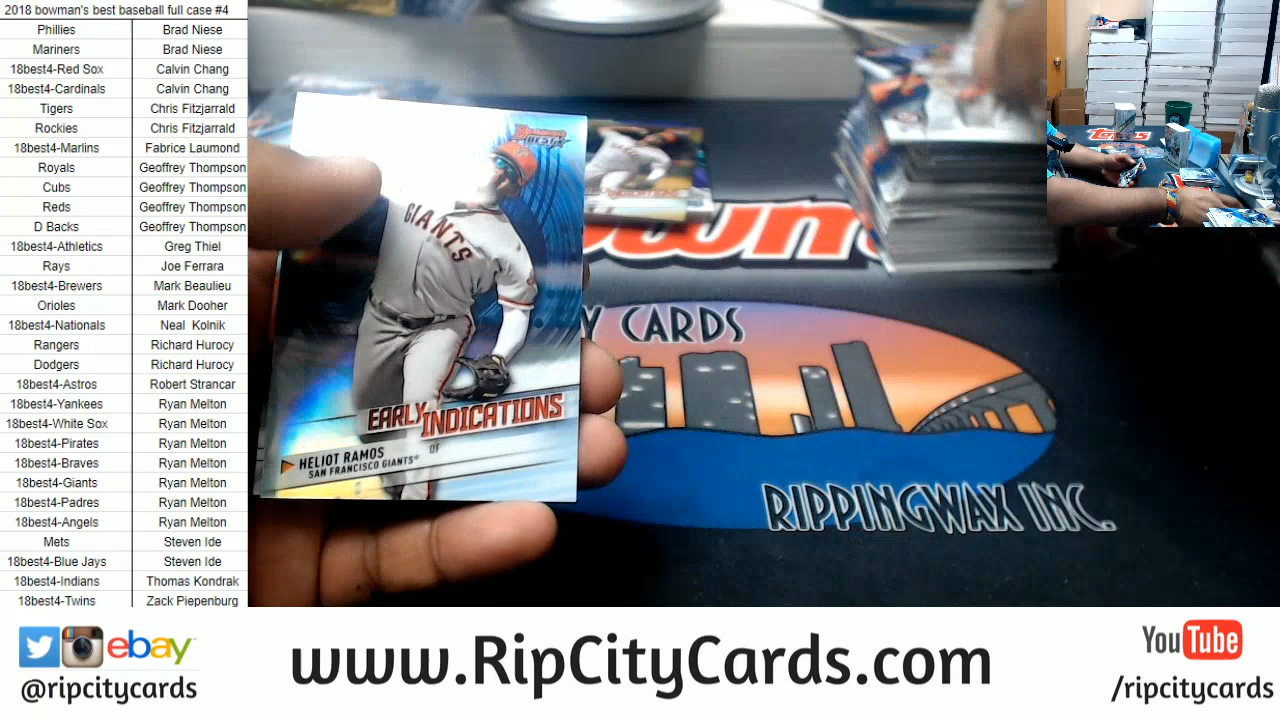 2018 bowman's best baseball full case #4
Phillies Brad Niese
Mariners Brad Niese
18best4-Red Sox Calvin Chang
18best4-Cardinals Calvin Chang
Tigers Chris Fitzjarrald
Rockies Chris Fitzjarrald
18best4-Marlins Fabrice Laumond
Royals Geoffrey Thompson
Cubs Geoffrey Thompson
Reds Geoffrey Thompson
D Backs Geoffrey Thompson
18best4-Athletics Greg Thiel
Rays Joe Ferrara
18best4-Brewers Mark Beaulieu
Orioles Mark Dooher
18best4-Nationals Neal Kolnik
Rangers Richard Hurocy
Dodgers Richard Hurocy
18best4-Astros Robert Strancar
18best4-Yankees Ryan Melton
18best4-White Sox Ryan Melton
18best4-Pirates Ryan Melton
18best4-Braves Ryan Melton
18best4-Giants Ryan Melton
18best4-Padres Ryan Melton
18best4-Angels Ryan Melton
Mets Steven Ide
18best4-Blue Jays Steven Ide
18best4-Indians Thomas Kondrak
18best4-Twins Zack Piepenburg
BOWMAN'S
BEST
GIANTS
EARLY INDICATIONS
HELIOT RAMOS OF
SAN FRANCISCO GIANTS
Topps
Y CARDS
RIPPINGWAX INC.
ebay
@ripcitycards
www.RipCityCards.com
YouTube
/ripcitycards